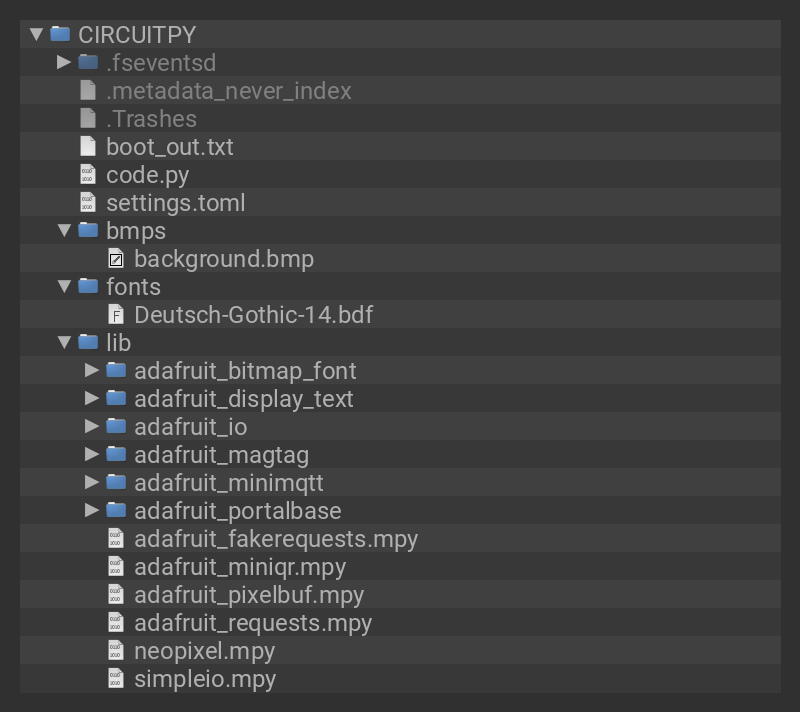 CIRCUITPY
.fseventsd
.metadata_never_index
.Trashes
boot_out.txt
code.py
settings.toml
bmps
background.bmp
fonts
Deutsch-Gothic-14.bdf
lib
adafruit_bitmap_font
adafruit_display_text
adafruit_io
adafruit_magtag
adafruit_minimqtt
adafruit_portalbase
adafruit_fakerequests.mpy
adafruit_miniqr.mpy
adafruit_pixelbuf.mpy
adafruit_requests.mpy
neopixel.mpy
simpleio.mpy